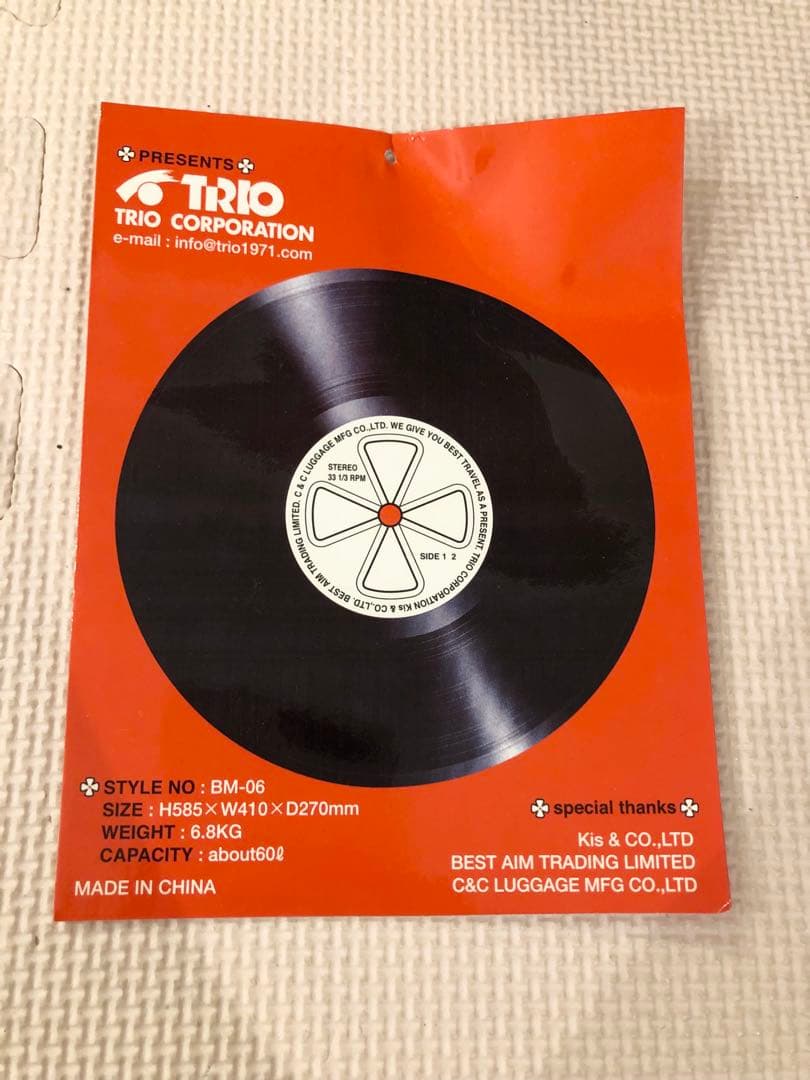 PRESENTS
TRIO
TRIO CORPORATION
e-mail : info@trio1971.com
C & C LUGGAGE MFG CO.,LTD. WE GIVE YOU BEST TRAVEL AS A PRESENT. TRIO CORPORATION Kis & CO.,LTD. BEST AIM TRADING LIMITED.
STEREO
33 1/3 RPM
SIDE 1 2
STYLE NO : BM-06
SIZE : H585×W410×D270mm
WEIGHT : 6.8KG
CAPACITY : about60ℓ
MADE IN CHINA
special thanks
Kis & CO.,LTD
BEST AIM TRADING LIMITED
C&C LUGGAGE MFG CO.,LTD